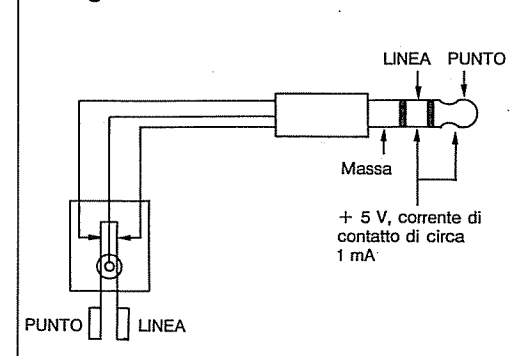 LINEA PUNTO
Massa
+ 5 V, corrente di
contatto di circa
1 mA
PUNTO LINEA